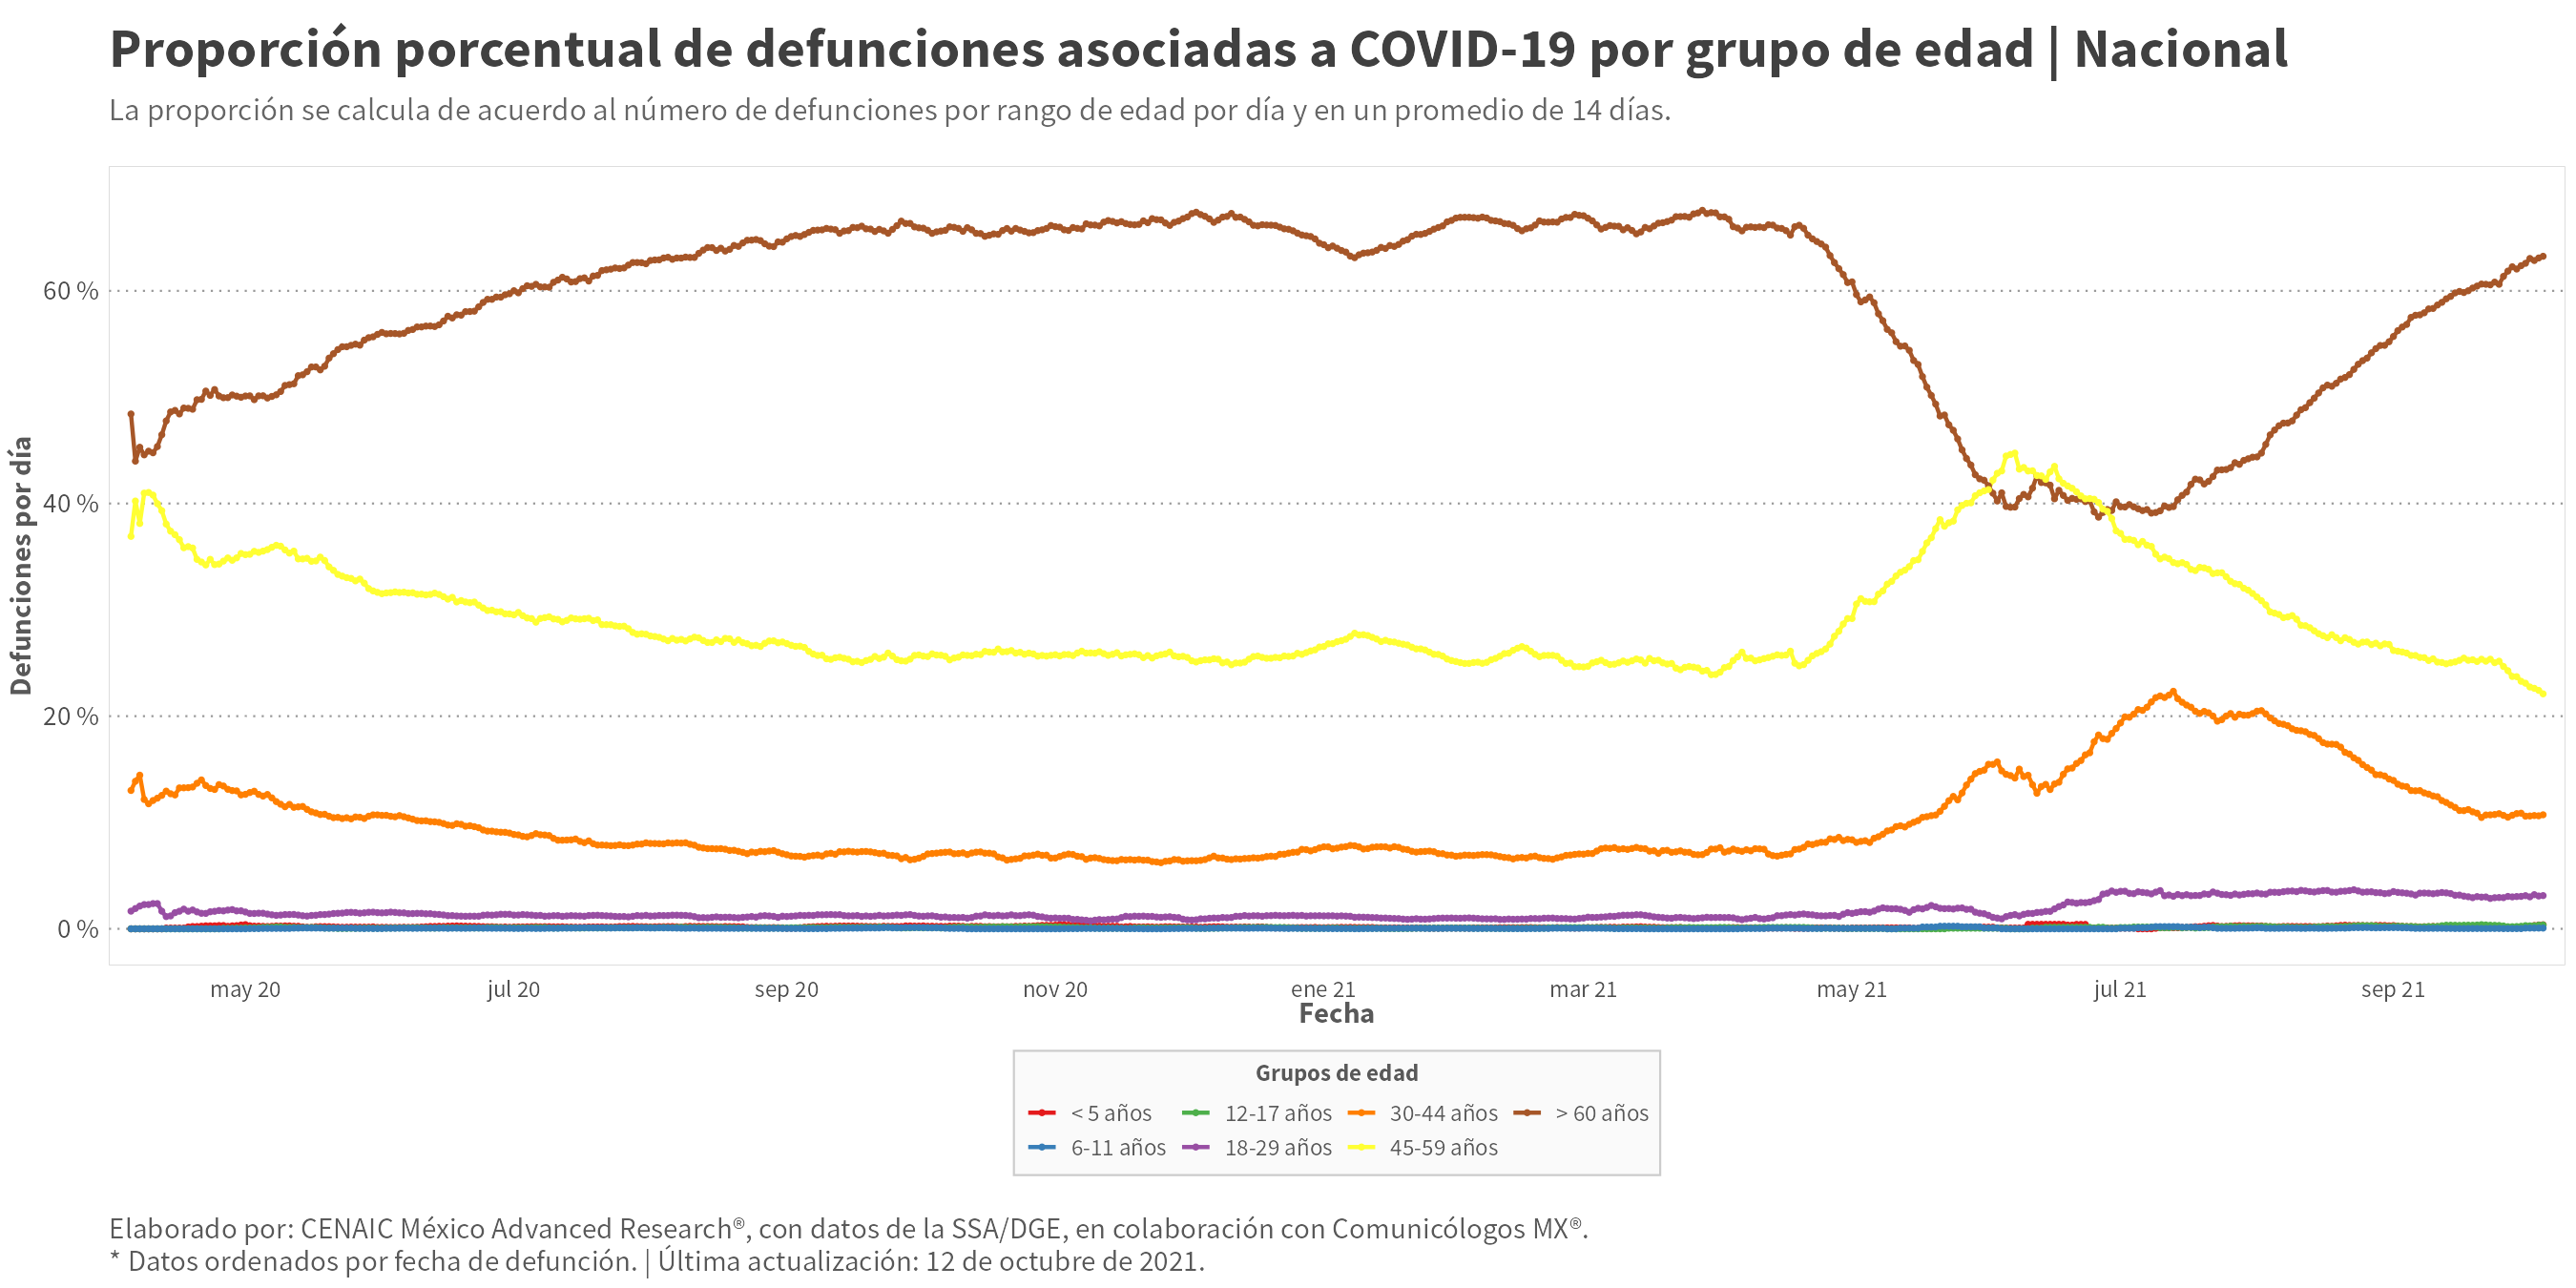 Proporción porcentual de defunciones asociadas a COVID-19 por grupo de edad | Nacional
La proporción se calcula de acuerdo al número de defunciones por rango de edad por día y en un promedio de 14 días.
Defunciones por día
60 %
40 %
20 %
0 %
may 20 jul 20 sep 20 nov 20 ene 21 mar 21 may 21 jul 21 sep 21
Fecha
Grupos de edad
< 5 años 12-17 años 30-44 años > 60 años
6-11 años 18-29 años 45-59 años
Elaborado por: CENAIC México Advanced Research®, con datos de la SSA/DGE, en colaboración con Comunicólogos MX®.
* Datos ordenados por fecha de defunción. | Última actualización: 12 de octubre de 2021.